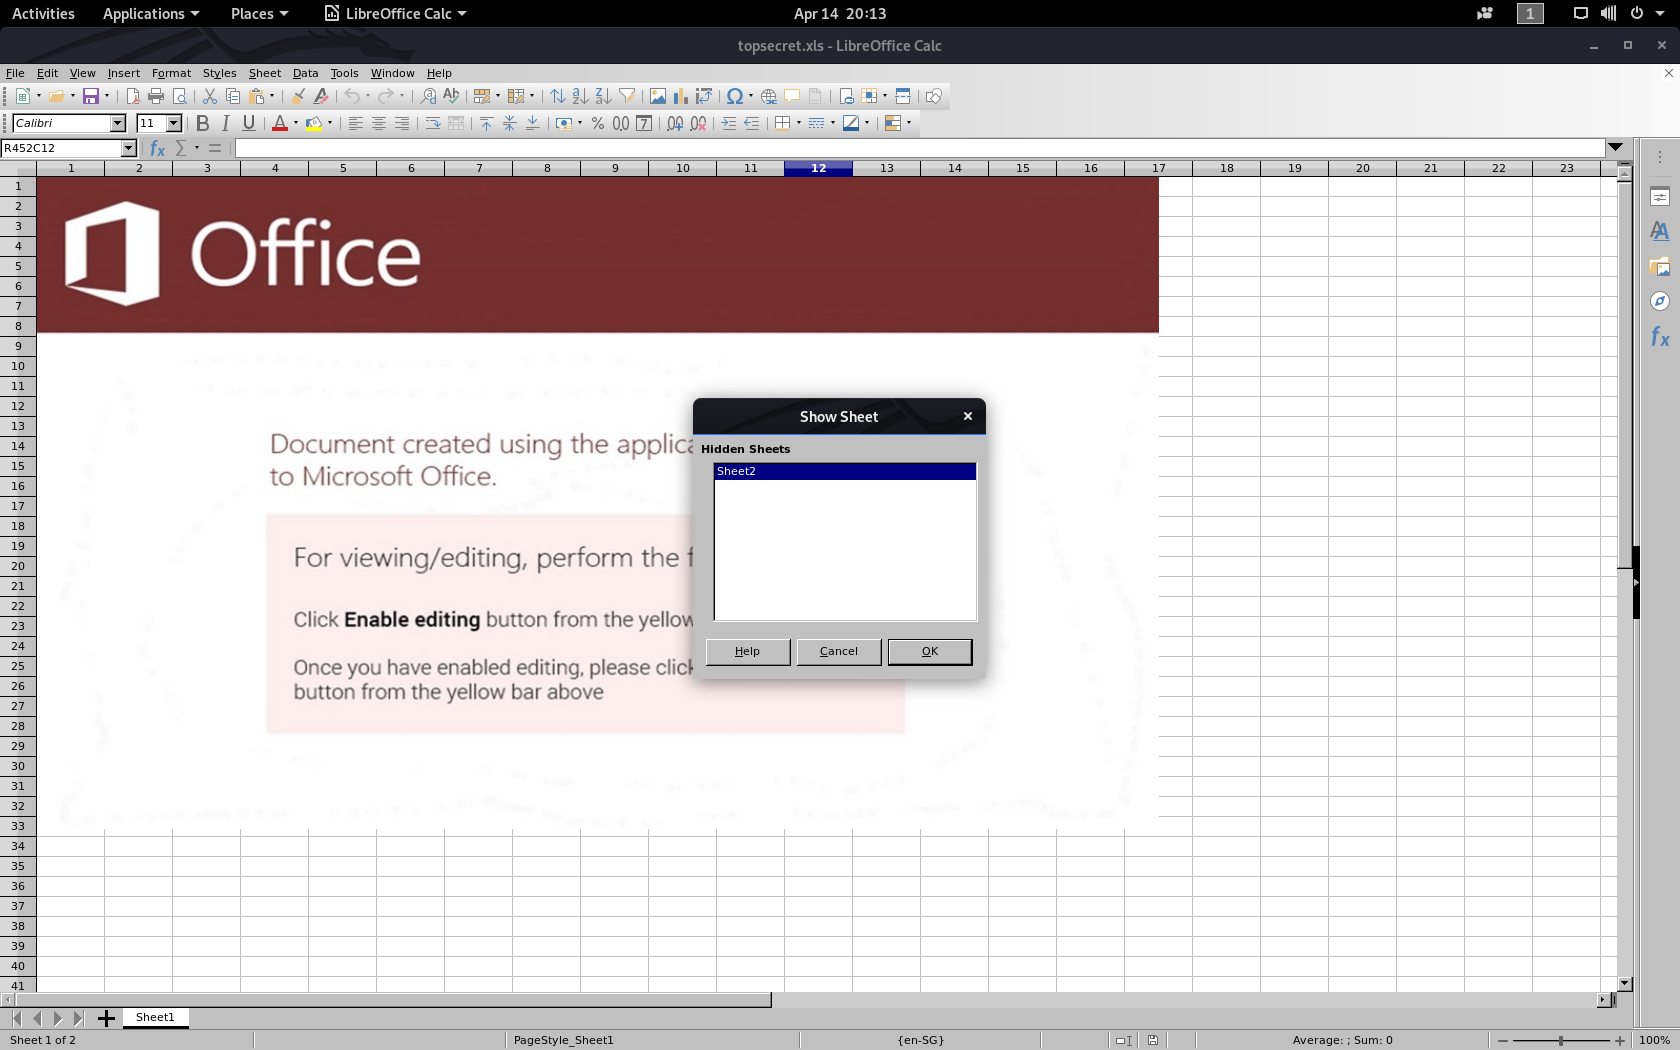 Activities Applications Places LibreOffice Calc Apr 14 20:13 1
topsecret.xls - LibreOffice Calc
File Edit View Insert Format Styles Sheet Data Tools Window Help
Calibri 11
R452C12
1 2 3 4 5 6 7 8 9 10 11 12 13 14 15 16 17 18 19 20 21 22 23
1
2
3
4
5
6
7
8
9
10
11
12
13
14
15
16
17
18
19
20
21
22
23
24
25
26
27
28
29
30
31
32
33
34
35
36
37
38
39
40
41
Office
Document created using the applica
to Microsoft Office.
For viewing/editing, perform the f
Click Enable editing button from the yellow
Once you have enabled editing, please click
button from the yellow bar above
Show Sheet
Hidden Sheets
Sheet2
Help Cancel OK
Sheet1
Sheet 1 of 2 PageStyle_Sheet1 {en-SG} Average: ; Sum: 0 100%